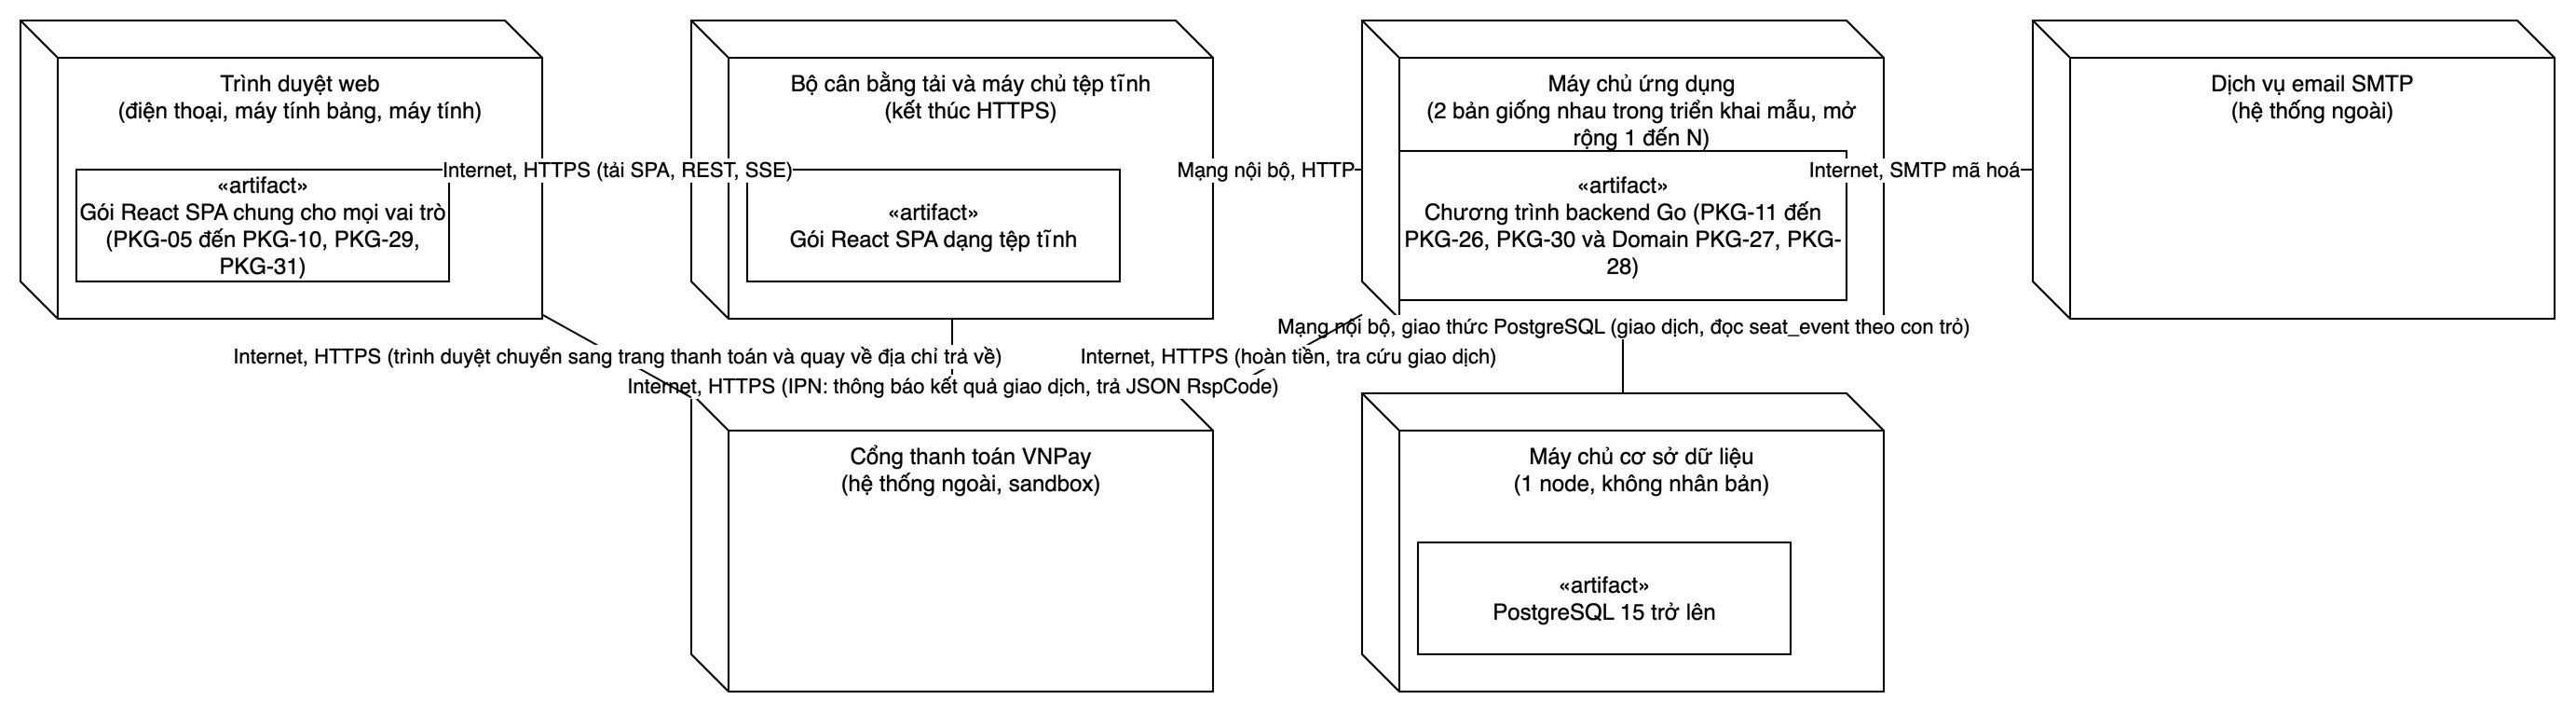 Trình duyệt web
(điện thoại, máy tính bảng, máy tính)
«artifact»
Gói React SPA chung cho mọi vai trò
(PKG-05 đến PKG-10, PKG-29,
PKG-31)
Internet, HTTPS (tải SPA, REST, SSE)
Bộ cân bằng tải và máy chủ tệp tĩnh
(kết thúc HTTPS)
«artifact»
Gói React SPA dạng tệp tĩnh
Mạng nội bộ, HTTP
Máy chủ ứng dụng
(2 bản giống nhau trong triển khai mẫu, mở
rộng 1 đến N)
«artifact»
Chương trình backend Go (PKG-11 đến
PKG-26, PKG-30 và Domain PKG-27, PKG-
28)
Internet, SMTP mã hoá
Dịch vụ email SMTP
(hệ thống ngoài)
Mạng nội bộ, giao thức PostgreSQL (giao dịch, đọc seat_event theo con trỏ)
Internet, HTTPS (trình duyệt chuyển sang trang thanh toán và quay về địa chỉ trả về)
Internet, HTTPS (hoàn tiền, tra cứu giao dịch)
Internet, HTTPS (IPN: thông báo kết quả giao dịch, trả JSON RspCode)
Cổng thanh toán VNPay
(hệ thống ngoài, sandbox)
Máy chủ cơ sở dữ liệu
(1 node, không nhân bản)
«artifact»
PostgreSQL 15 trở lên